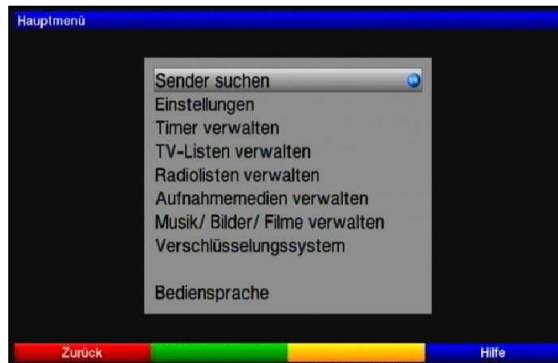 Hauptmenü
Sender suchen
Einstellungen
Timer verwalten
TV-Listen verwalten
Radiolisten verwalten
Aufnahmemedien verwalten
Musik/ Bilder/ Filme verwalten
Verschlüsselungssystem
Bediensprache
Zurück
Hilfe